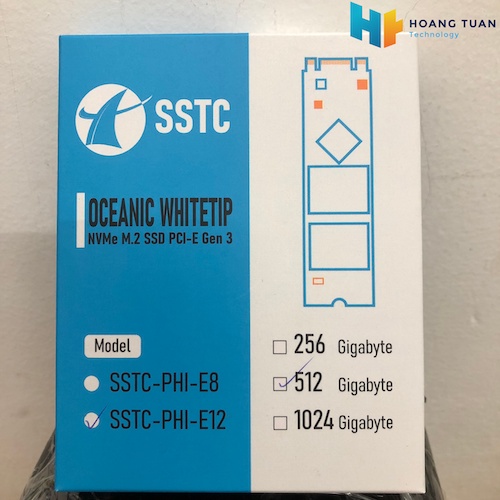 HOANG TUAN
Technology
SSTC
OCEANIC WHITETIP
NVMe M.2 SSD PCI-E Gen 3
Model
SSTC-PHI-E8
SSTC-PHI-E12
256 Gigabyte
512 Gigabyte
1024 Gigabyte